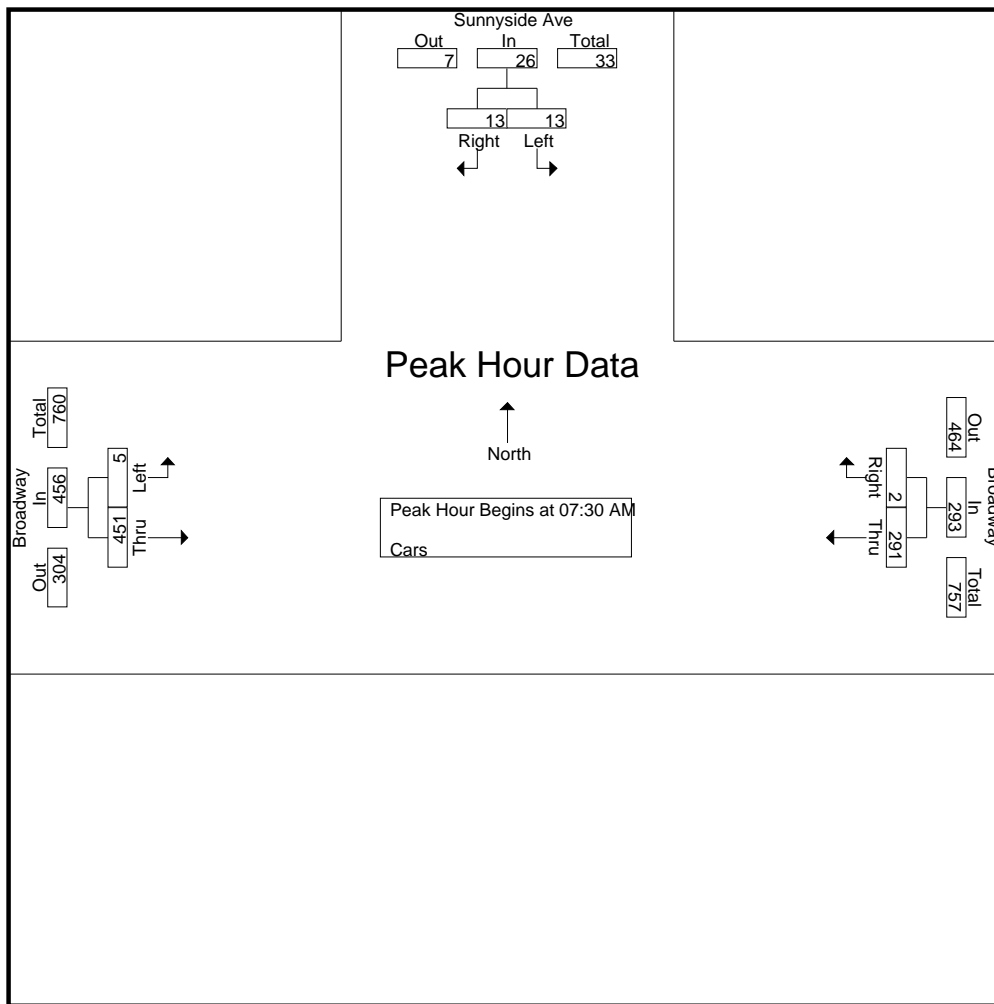 Sunnyside Ave
Out In Total
7 26 33
13 13
Right Left
Peak Hour Data
North
Peak Hour Begins at 07:30 AM
Cars
Broadway
Out In Total
304 456 760
Thru Left
451 5
Broadway
Out In Total
464 293 757
Right Thru
2 291